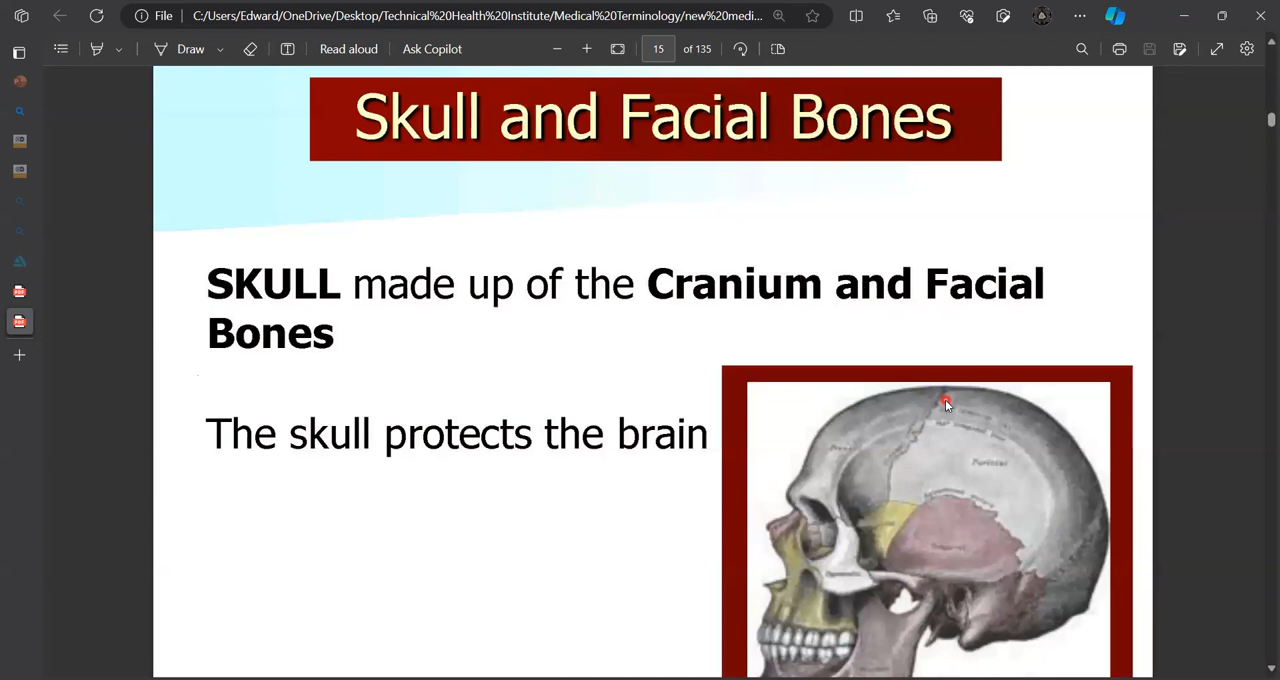 File
C:/Users/Edward/OneDrive/Desktop/Technical%20Health%20Institute/Medical%20Terminology/new%20medi...
Draw
Read aloud
Ask Copilot
15
of 135
Skull and Facial Bones
SKULL made up of the Cranium and Facial
Bones
The skull protects the brain